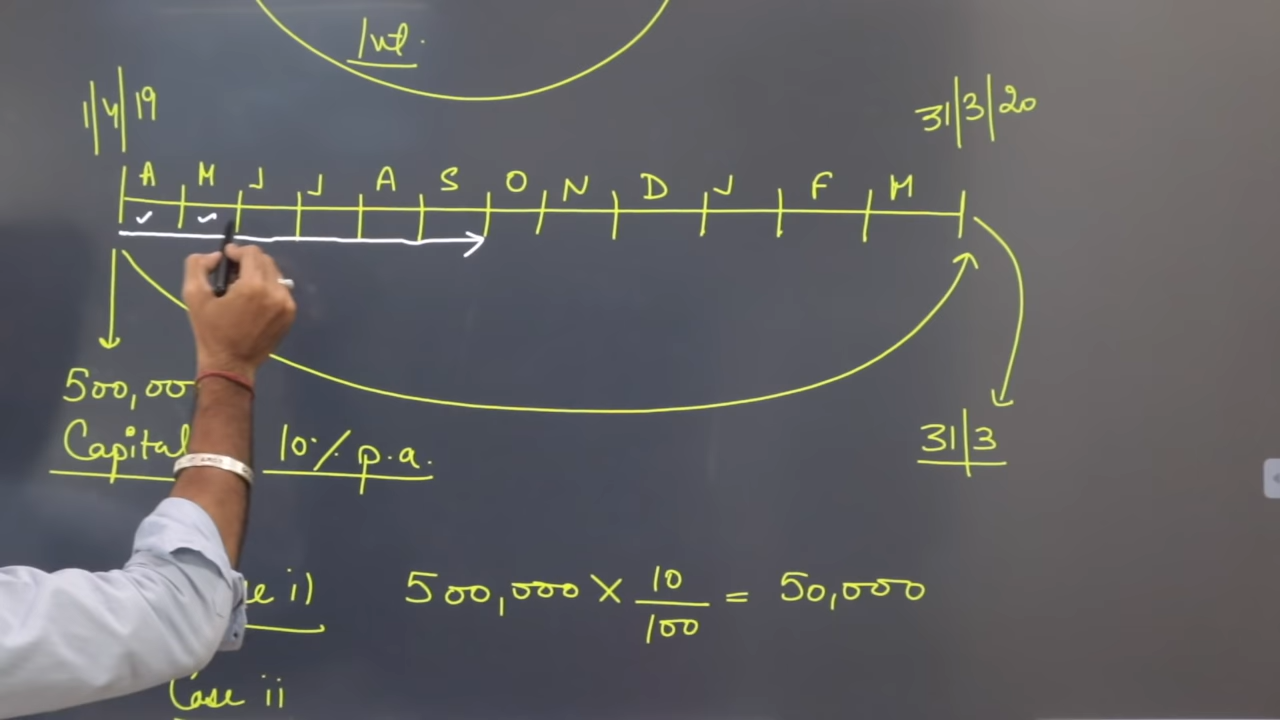 Int.
1/4/19
31/3/20
A M J J A S O N D J F M
500,00
Capital 10% p.a.
31/3
se i) 500,000 × 10/100 = 50,000
Case ii